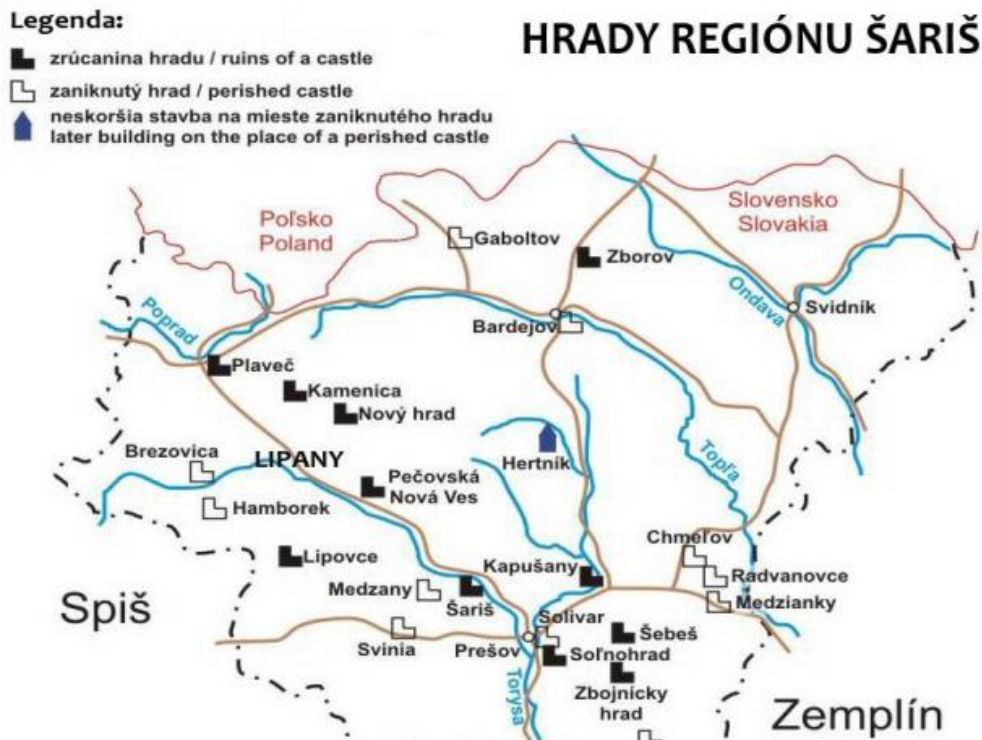 Legenda:
HRADY REGIÓNU ŠARIŠ
zrúcanina hradu / ruins of a castle
zaniknutý hrad / perished castle
neskoršia stavba na mieste zaniknutého hradu
later building on the place of a perished castle
Poľsko
Poland
Slovensko
Slovakia
Gaboltov
Zborov
Poprad
Ondava
Svidník
Bardejov
Plaveč
Kamenica
Nový hrad
Brezovica
LIPANY
Hertník
Topľa
Pečovská
Nová Ves
Hamborek
Chmeľov
Lipovce
Kapušany
Radvanovce
Medzany
Medzianky
Spiš
Šariš
Solivar
Šebeš
Svinia
Prešov
Soľnohrad
Zbojnícky
hrad
Torysa
Zemplín